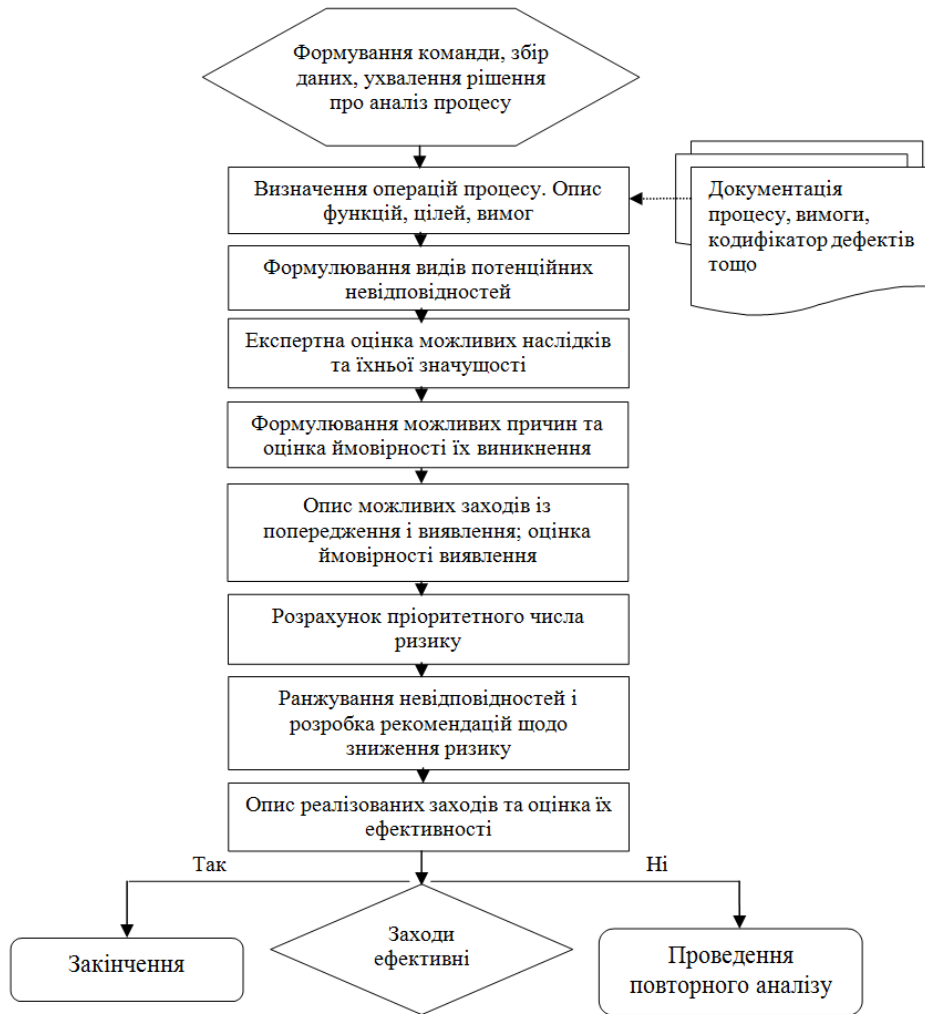 Формування команди, збір
даних, ухвалення рішення
про аналіз процесу
Визначення операцій процесу. Опис
функцій, цілей, вимог
Документація
процесу, вимоги,
кодифікатор дефектів
тощо
Формулювання видів потенційних
невідповідностей
Експертна оцінка можливих наслідків
та їхньої значущості
Формулювання можливих причин та
оцінка ймовірності їх виникнення
Опис можливих заходів із
попередження і виявлення; оцінка
ймовірності виявлення
Розрахунок пріоритетного числа
ризику
Ранжування невідповідностей і
розробка рекомендацій щодо
зниження ризику
Опис реалізованих заходів та оцінка їх
ефективності
Так
Ні
Закінчення
Заходи
ефективні
Проведення
повторного аналізу